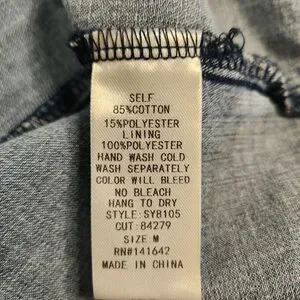 SELF
85%COTTON
15%POLYESTER
LINING
100%POLYESTER
HAND WASH COLD
WASH SEPARATELY
COLOR WILL BLEED
NO BLEACH
HANG TO DRY
STYLE:SY8105
CUT:84279
SIZE:M
RN#141642
MADE IN CHINA